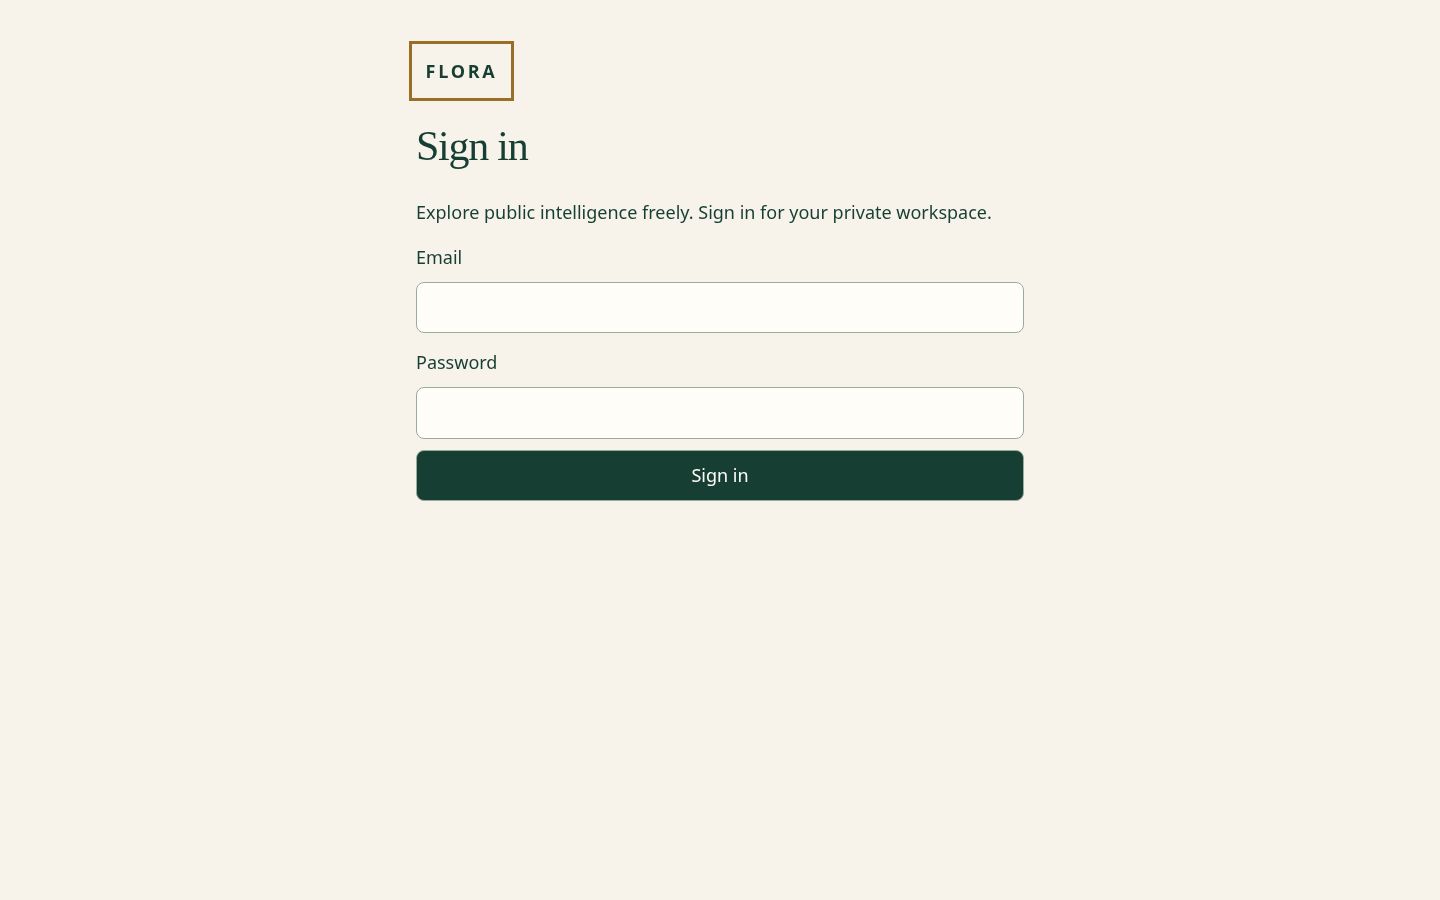 FLORA
Sign in
Explore public intelligence freely. Sign in for your private workspace.
Email
Password
Sign in